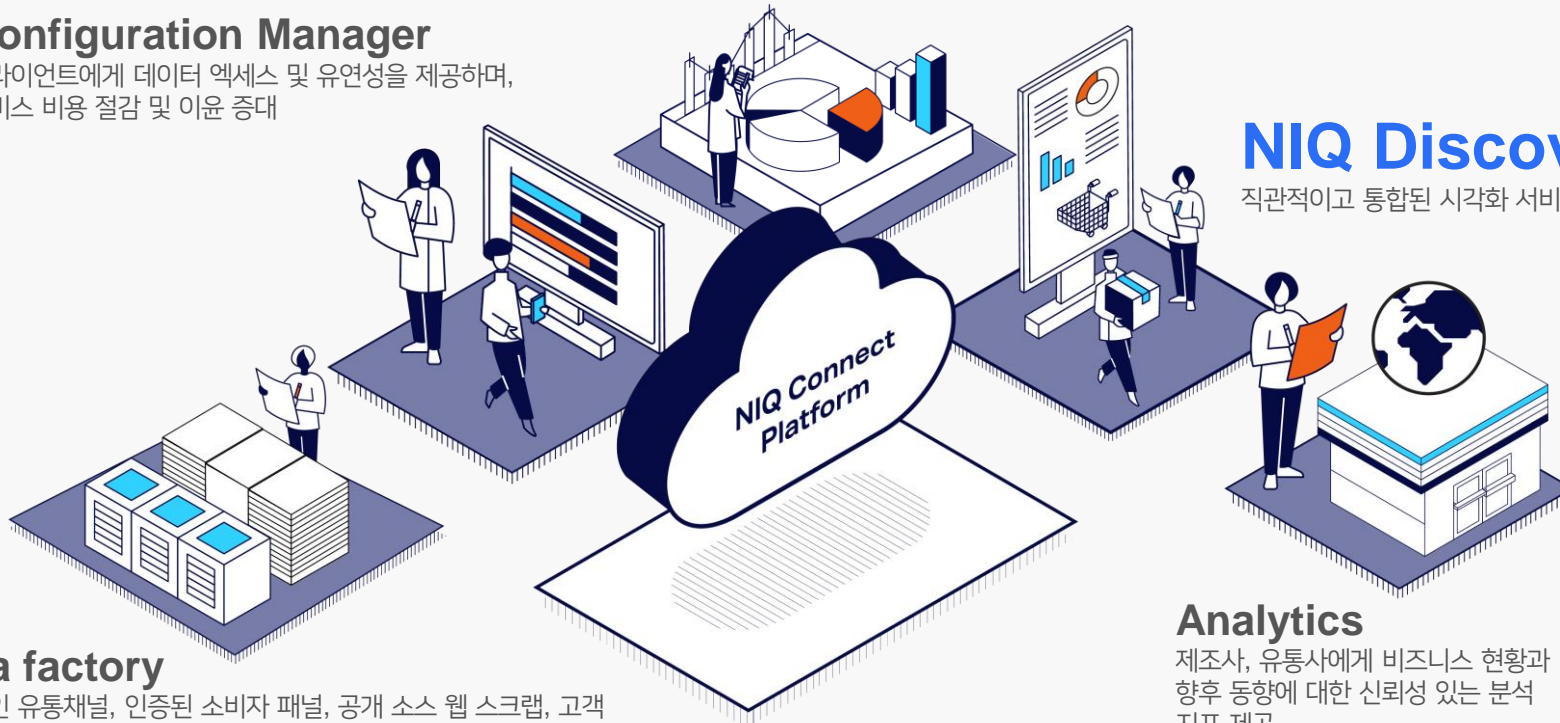 onfiguration Manager
라이언트에게 데이터 엑세스 및 유연성을 제공하며,
비스 비용 절감 및 이윤 증대
NIQ Discov
직관적이고 통합된 시각화 서비
NIQ Connect
Platform
a factory
인 유통채널, 인증된 소비자 패널, 공개 소스 웹 스크랩, 고객
Analytics
제조사, 유통사에게 비즈니스 현황과
향후 동향에 대한 신뢰성 있는 분석
지표 제공